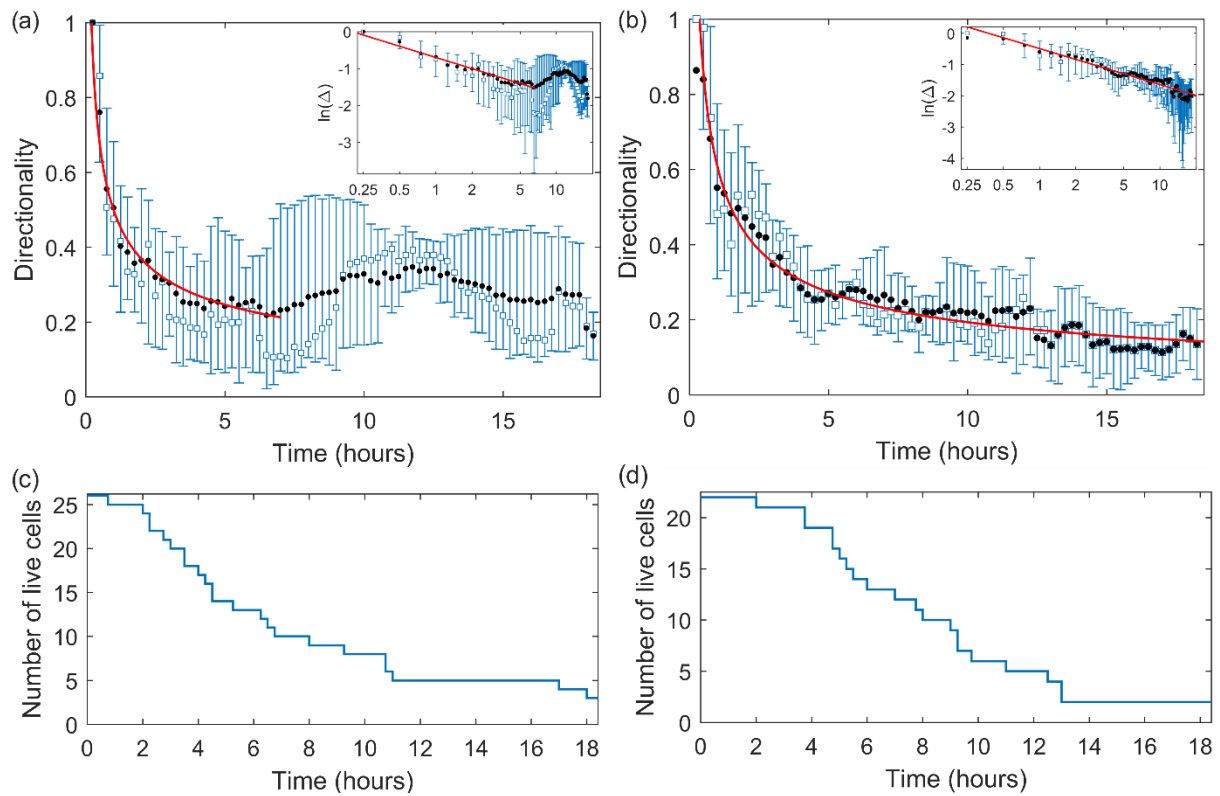 (a)
1
0.8
0.6
0.4
0.2
0
Directionality
0 5 10 15
Time (hours)
0
-1
-2
-3
ln(Δ)
0.25 0.5 1 2 5 10
(b)
1
0.8
0.6
0.4
0.2
0
Directionality
0 5 10 15
Time (hours)
0
-1
-2
-3
-4
ln(Δ)
0.25 0.5 1 2 5 10
(c)
25
20
15
10
5
0
Number of live cells
0 2 4 6 8 10 12 14 16 18
Time (hours)
(d)
20
15
10
5
0
Number of live cells
0 2 4 6 8 10 12 14 16 18
Time (hours)